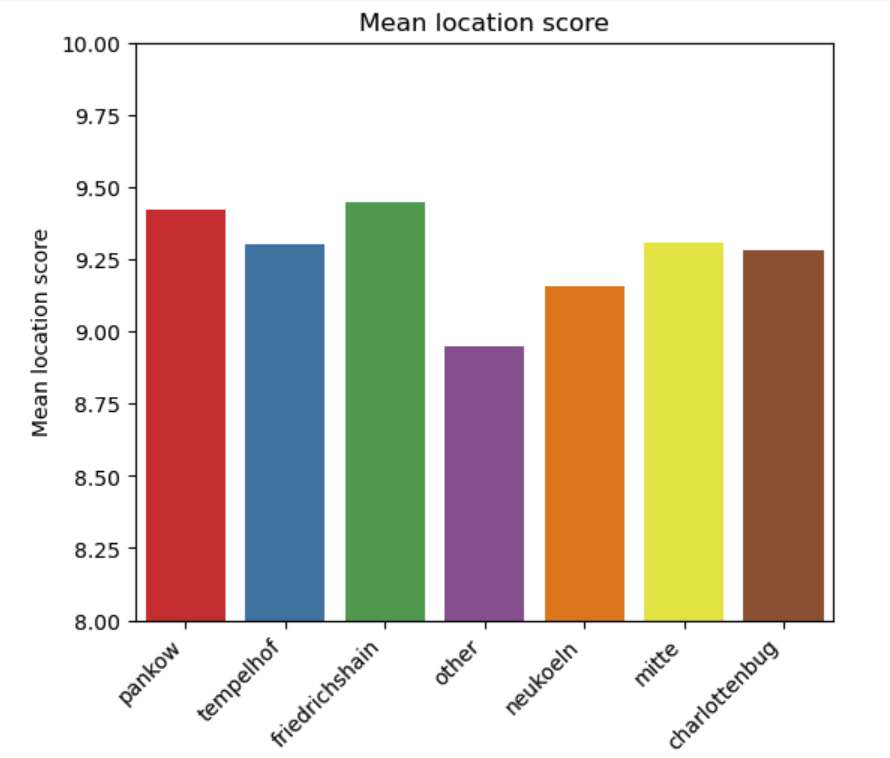 Mean location score
10.00
9.75
9.50
9.25
9.00
8.75
8.50
8.25
8.00
Mean location score
pankow
tempelhof
friedrichshain
other
neukoeln
mitte
charlottenbug